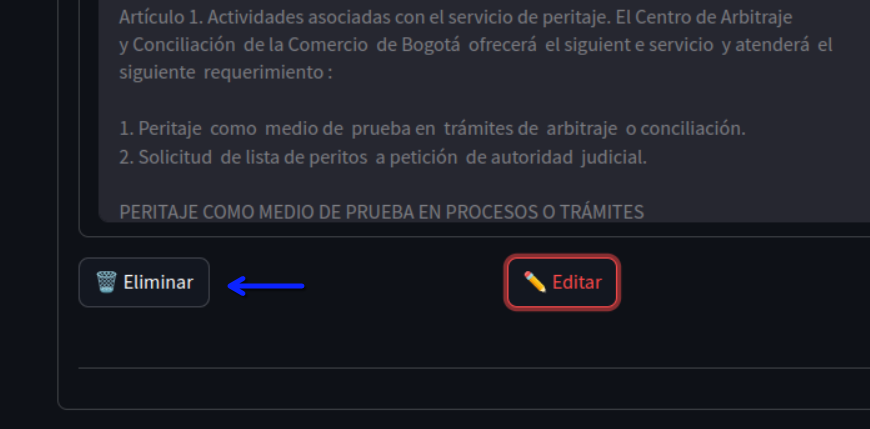 Artículo 1. Actividades asociadas con el servicio de peritaje. El Centro de Arbitraje
y Conciliación de la Comercio de Bogotá ofrecerá el siguient e servicio y atenderá el
siguiente requerimiento :
1. Peritaje como medio de prueba en trámites de arbitraje o conciliación.
2. Solicitud de lista de peritos a petición de autoridad judicial.
PERITAJE COMO MEDIO DE PRUEBA EN PROCESOS O TRÁMITES
Eliminar
Editar